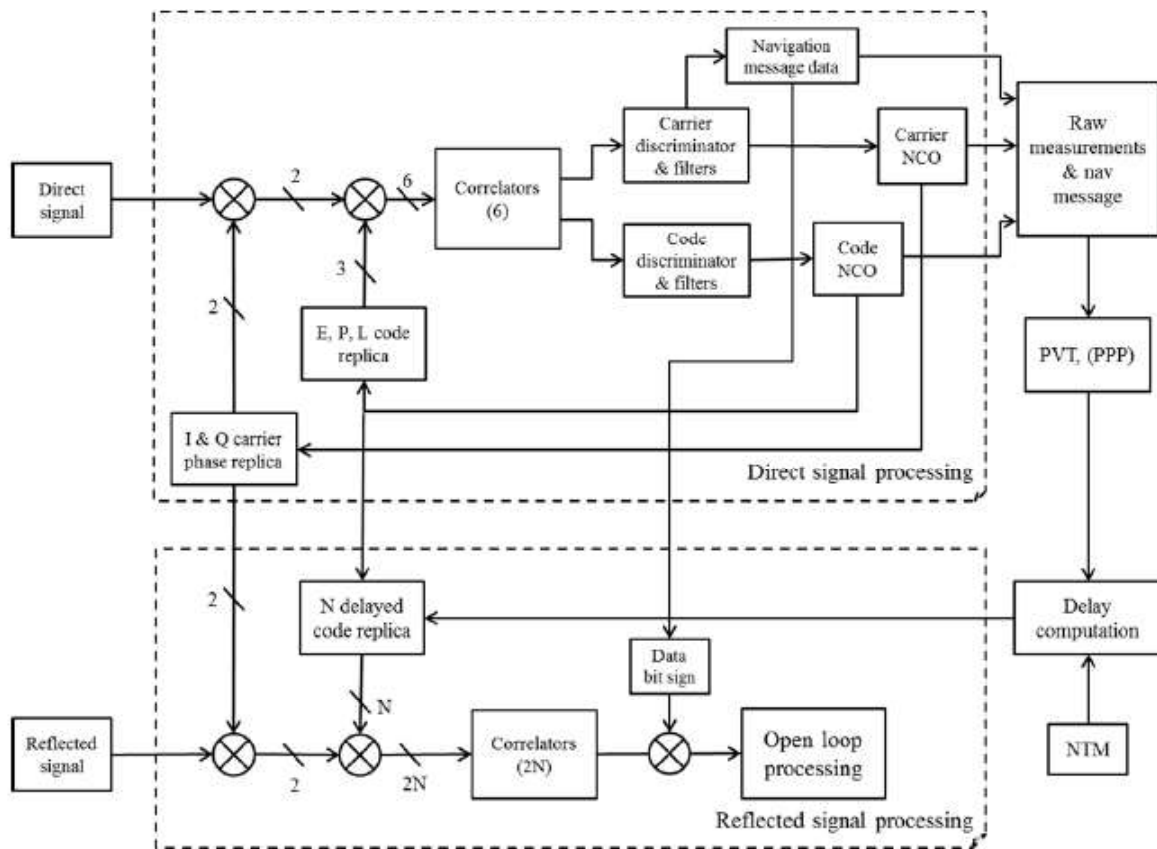 Navigation
message data
Direct
signal
2
6
Correlators
(6)
Carrier
discriminator
& filters
Carrier
NCO
Raw
measurements
& nav
message
3
Code
discriminator
& filters
Code
NCO
2
E, P, L code
replica
PVT, (PPP)
I & Q carrier
phase replica
Direct signal processing
2
N delayed
code replica
Delay
computation
Data
bit sign
N
Reflected
signal
2
2N
Correlators
(2N)
Open loop
processing
NTM
Reflected signal processing